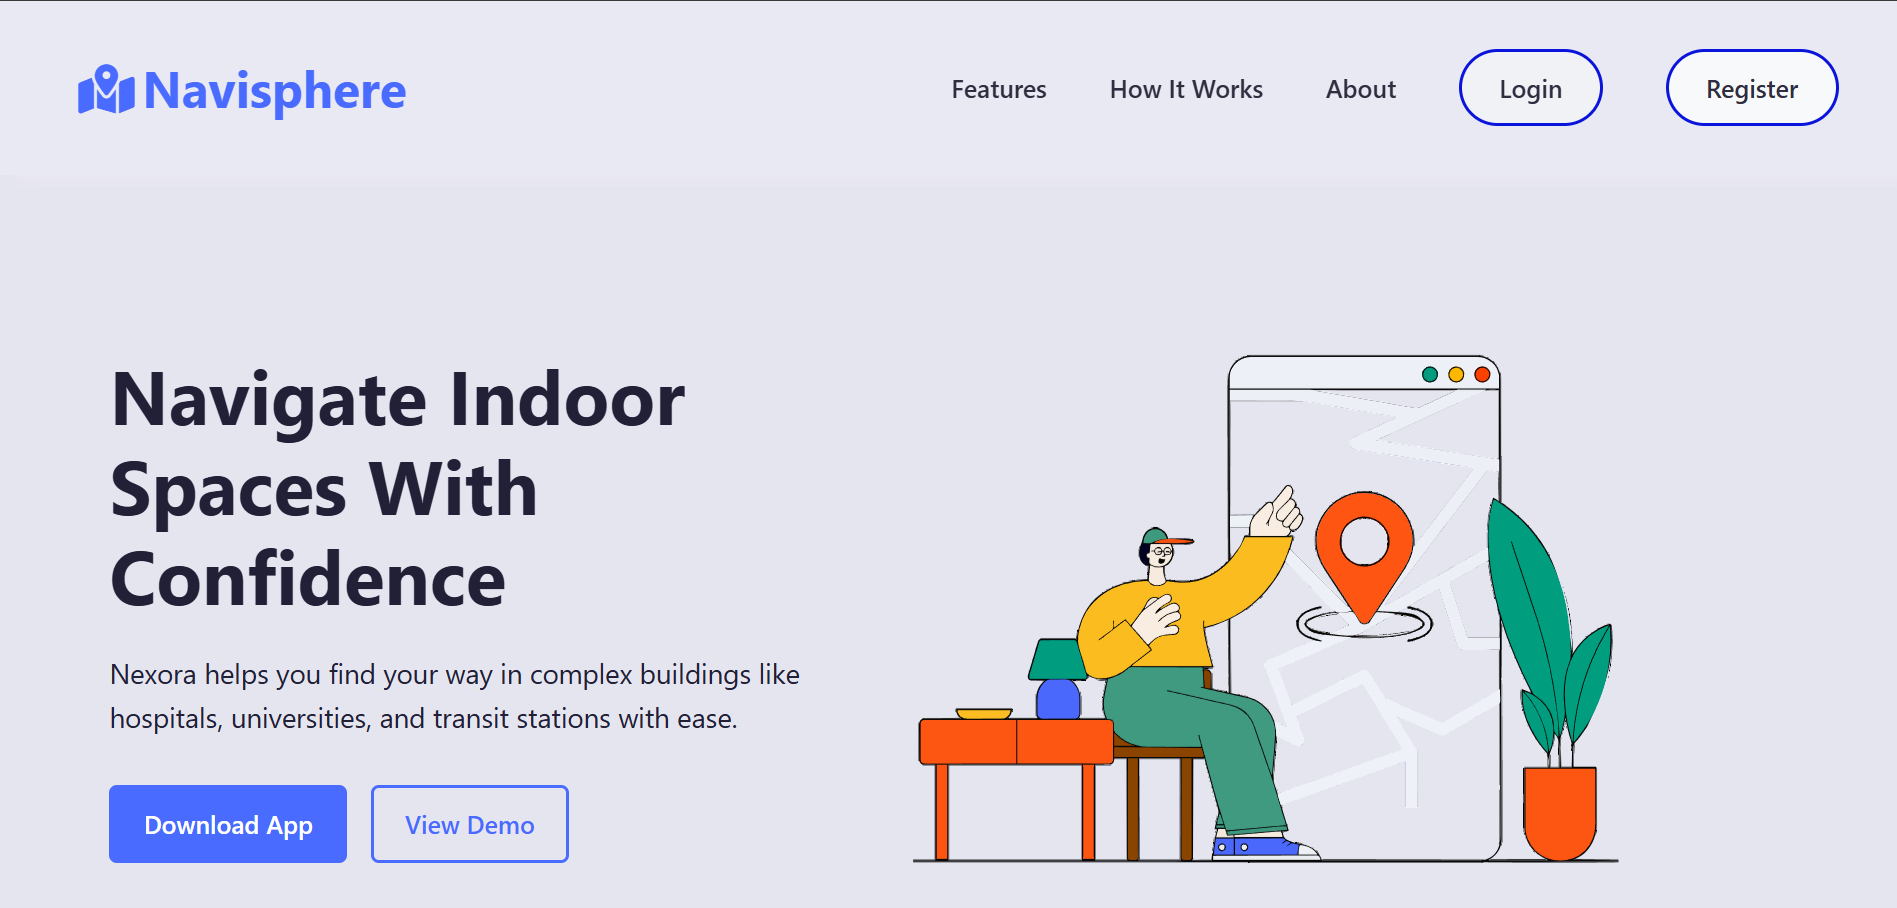 Navisphere
Features
How It Works
About
Login
Register
Navigate Indoor
Spaces With
Confidence
Nexora helps you find your way in complex buildings like
hospitals, universities, and transit stations with ease.
Download App
View Demo